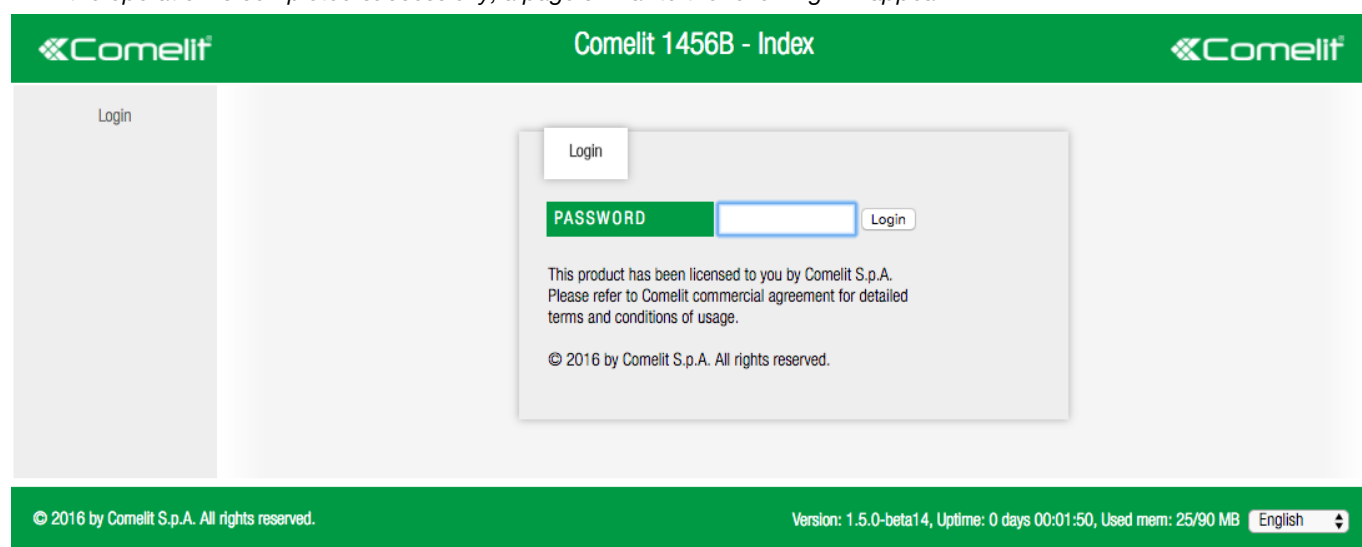 Comelit
Comelit 1456B - Index
Comelit
Login
Login
PASSWORD
Login
This product has been licensed to you by Comelit S.p.A.
Please refer to Comelit commercial agreement for detailed
terms and conditions of usage.
© 2016 by Comelit S.p.A. All rights reserved.
© 2016 by Comelit S.p.A. All rights reserved.
Version: 1.5.0-beta14, Uptime: 0 days 00:01:50, Used mem: 25/90 MB
English